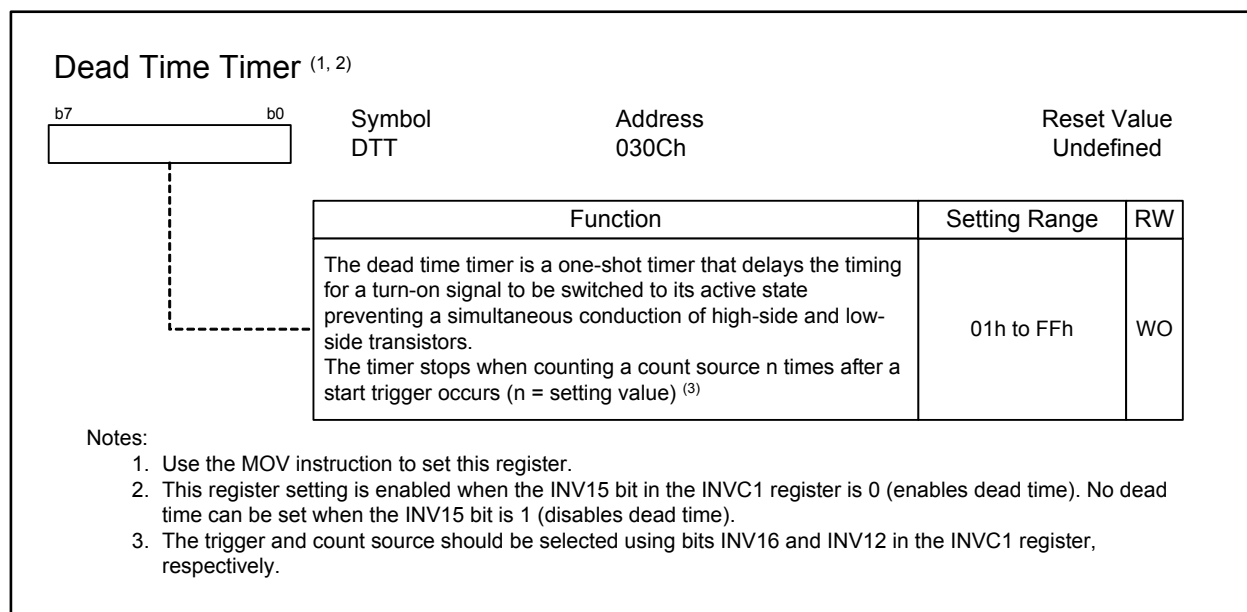 Dead Time Timer (1, 2)
b7 b0
Symbol Address Reset Value
DTT 030Ch Undefined
Function Setting Range RW
The dead time timer is a one-shot timer that delays the timing
for a turn-on signal to be switched to its active state
preventing a simultaneous conduction of high-side and low-
side transistors.
The timer stops when counting a count source n times after a
start trigger occurs (n = setting value) (3)
01h to FFh WO
Notes:
1. Use the MOV instruction to set this register.
2. This register setting is enabled when the INV15 bit in the INVC1 register is 0 (enables dead time). No dead
time can be set when the INV15 bit is 1 (disables dead time).
3. The trigger and count source should be selected using bits INV16 and INV12 in the INVC1 register,
respectively.